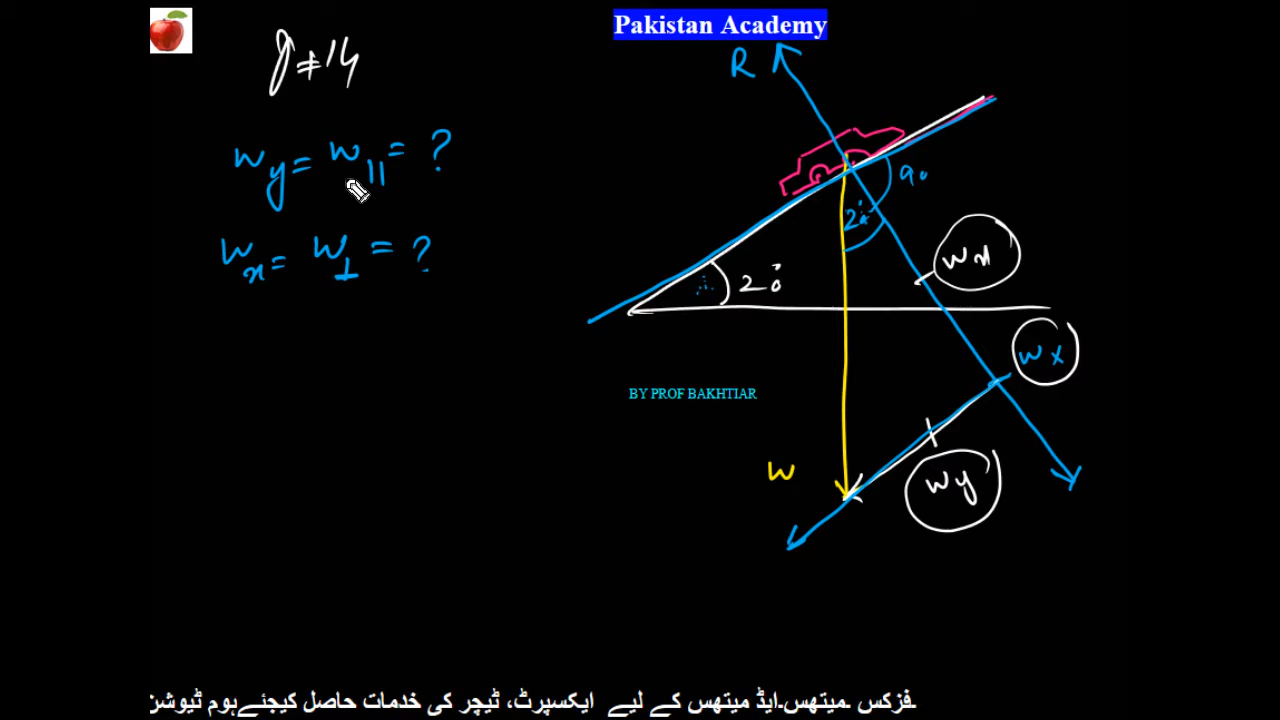 Pakistan Academy
Q # 14
Wy = W|| = ?
Wx = W⊥ = ?
R
90
20°
Wx
20°
Wx
BY PROF BAKHTIAR
W
Wy
فزکس ۔میتھس۔ایڈ میتھس کے لیے ایکسپرٹ، ٹیچر کی خدمات حاصل کیجئےہوم ٹیوشن۔